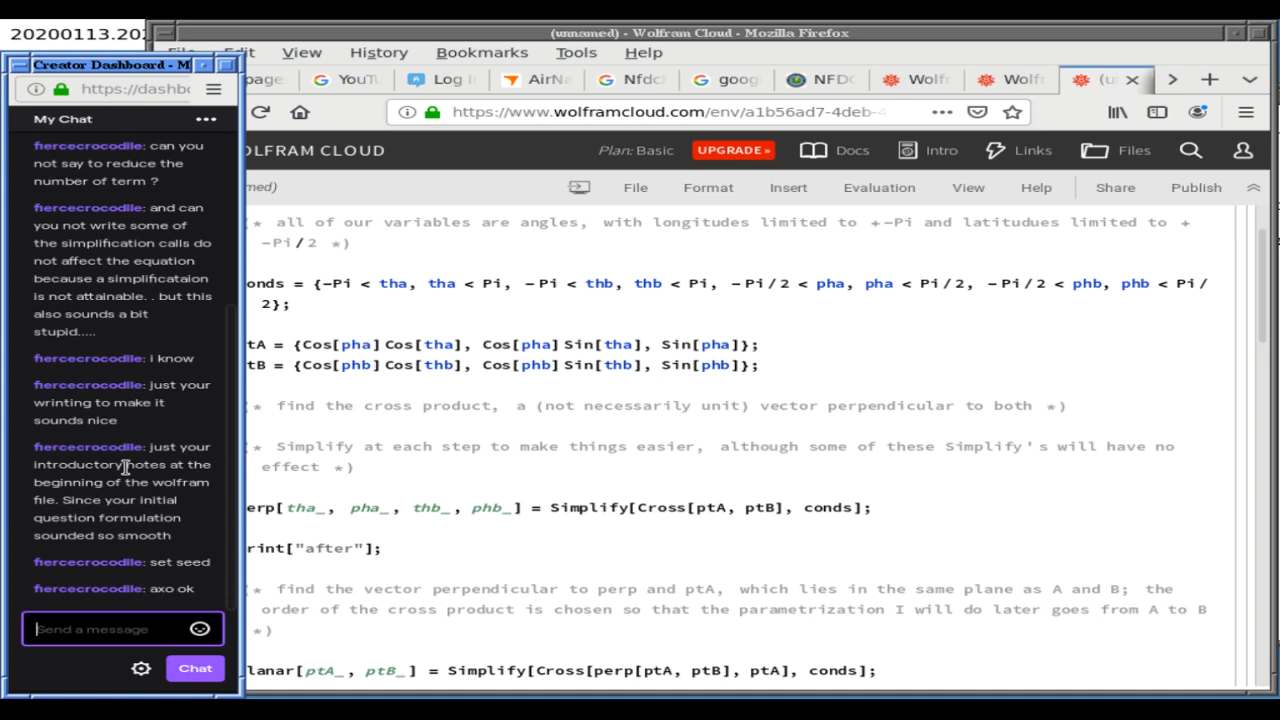 20200113.202
(unnamed) - Wolfram Cloud - Mozilla Firefox
File Edit View History Bookmarks Tools Help
Creator Dashboard - M
page YouTu Log In AirNa Nfdc goog NFDC Wolfr Wolfr (u
https://dashbo
https://www.wolframcloud.com/env/a1b56ad7-4deb-4
My Chat
OLFRAM CLOUD Plan: Basic UPGRADE» Docs Intro Links Files
med) File Format Insert Evaluation View Help Share Publish
fiercecrocodile: can you
not say to reduce the
number of term ?
fiercecrocodile: and can
you not write some of
the simplification calls do
not affect the equation
because a simplificataion
is not attainable. . but this
also sounds a bit
stupid.....
fiercecrocodile: i know
fiercecrocodile: just your
wrinting to make it
sounds nice
fiercecrocodile: just your
introductory notes at the
beginning of the wolfram
file. Since your initial
question formulation
sounded so smooth
fiercecrocodile: set seed
fiercecrocodile: axo ok
Send a message
Chat
* all of our variables are angles, with longitudes limited to +-Pi and latitudues limited to +
-Pi/2 *)
onds = {-Pi < tha, tha < Pi, -Pi < thb, thb < Pi, -Pi/2 < pha, pha < Pi/2, -Pi/2 < phb, phb < Pi/
2};
tA = {Cos[pha] Cos[tha], Cos[pha] Sin[tha], Sin[pha]};
tB = {Cos[phb] Cos[thb], Cos[phb] Sin[thb], Sin[phb]};
* find the cross product, a (not necessarily unit) vector perpendicular to both *)
* Simplify at each step to make things easier, although some of these Simplify's will have no
effect *)
erp[tha_, pha_, thb_, phb_] = Simplify[Cross[ptA, ptB], conds];
rint["after"];
* find the vector perpendicular to perp and ptA, which lies in the same plane as A and B; the
order of the cross product is chosen so that the parametrization I will do later goes from A to B
*)
lanar[ptA_, ptB_] = Simplify[Cross[perp[ptA, ptB], ptA], conds];